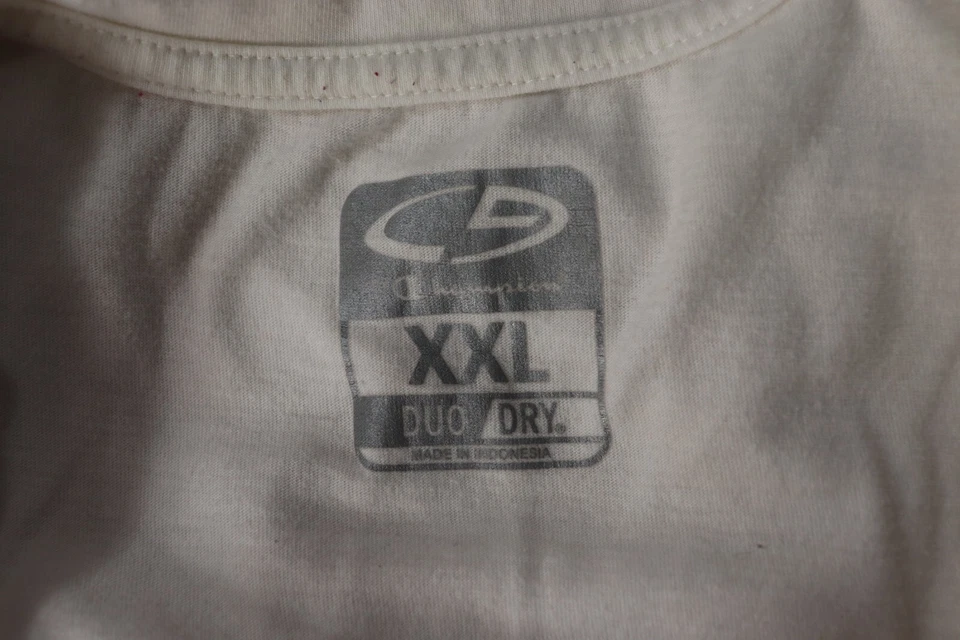 Champion
XXL
DUO DRY®
MADE IN INDONESIA